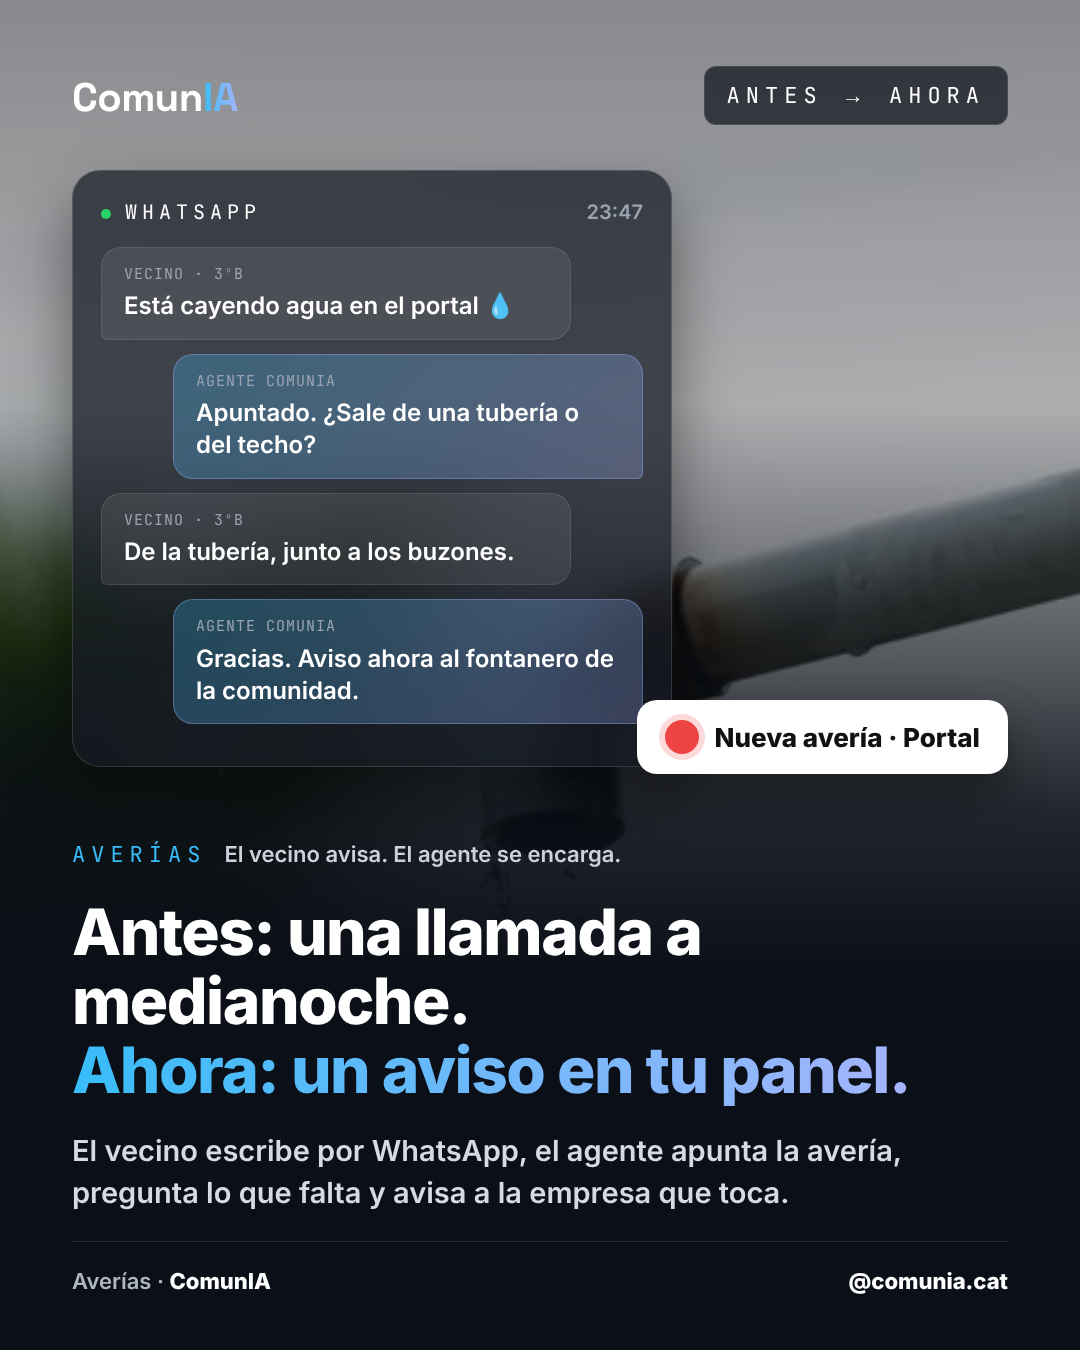 ComunIA
ANTES → AHORA
WHATSAPP 23:47
VECINO · 3ºB
Está cayendo agua en el portal 💧
AGENTE COMUNIA
Apuntado. ¿Sale de una tubería o
del techo?
VECINO · 3ºB
De la tubería, junto a los buzones.
AGENTE COMUNIA
Gracias. Aviso ahora al fontanero de
la comunidad.
Nueva avería · Portal
AVERÍAS El vecino avisa. El agente se encarga.
Antes: una llamada a
medianoche.
Ahora: un aviso en tu panel.
El vecino escribe por WhatsApp, el agente apunta la avería,
pregunta lo que falta y avisa a la empresa que toca.
Averías · ComunIA
@comunia.cat